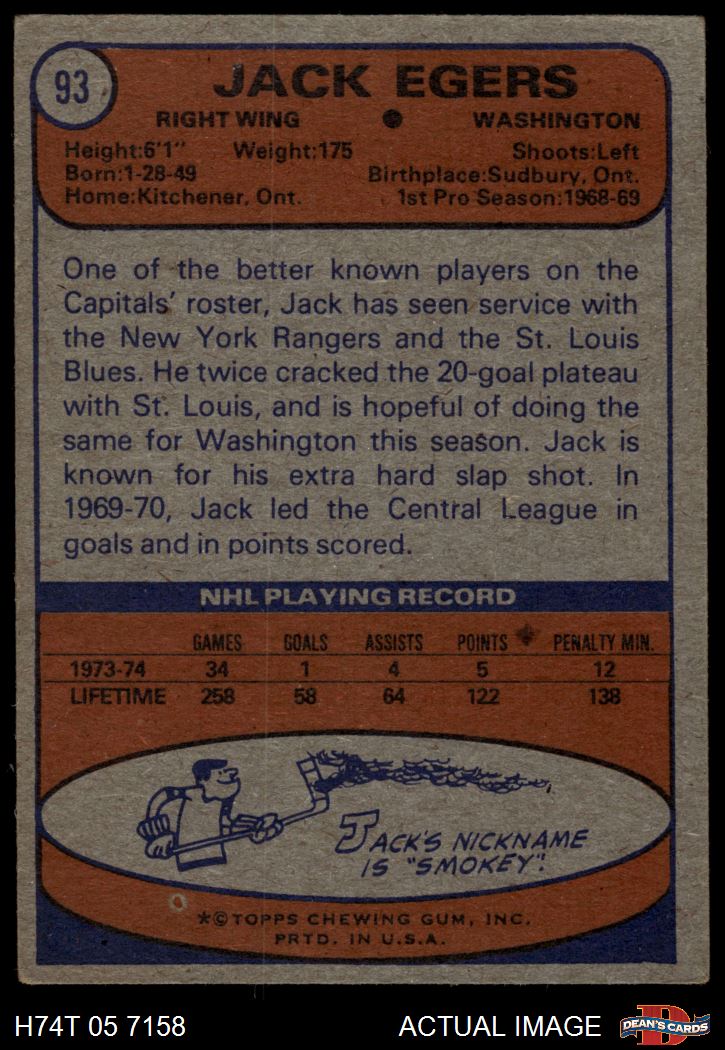 93
JACK EGERS
RIGHT WING ● WASHINGTON
Height:6'1" Weight:175 Shoots:Left
Born:1-28-49 Birthplace:Sudbury, Ont.
Home:Kitchener, Ont. 1st Pro Season:1968-69
One of the better known players on the
Capitals' roster, Jack has seen service with
the New York Rangers and the St. Louis
Blues. He twice cracked the 20-goal plateau
with St. Louis, and is hopeful of doing the
same for Washington this season. Jack is
known for his extra hard slap shot. In
1969-70, Jack led the Central League in
goals and in points scored.
NHL PLAYING RECORD
GAMES GOALS ASSISTS POINTS PENALTY MIN.
1973-74 34 1 4 5 12
LIFETIME 258 58 64 122 138
JACK'S NICKNAME
IS "SMOKEY".
*©TOPPS CHEWING GUM, INC.
PRTD. IN U.S.A.
H74T 05 7158 ACTUAL IMAGE D DEAN'S CARDS